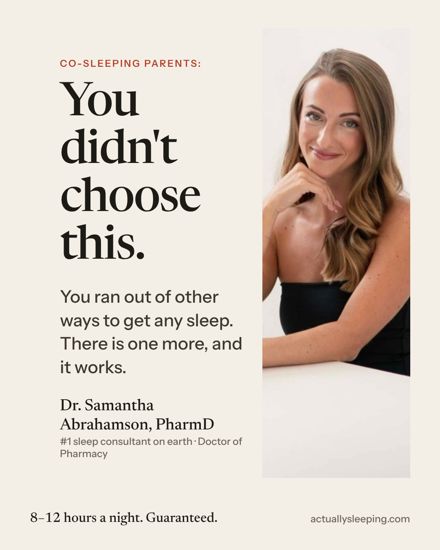 CO-SLEEPING PARENTS:
You
didn't
choose
this.
You ran out of other
ways to get any sleep.
There is one more, and
it works.
Dr. Samantha
Abrahamson, PharmD
#1 sleep consultant on earth · Doctor of
Pharmacy
8–12 hours a night. Guaranteed.
actuallysleeping.com